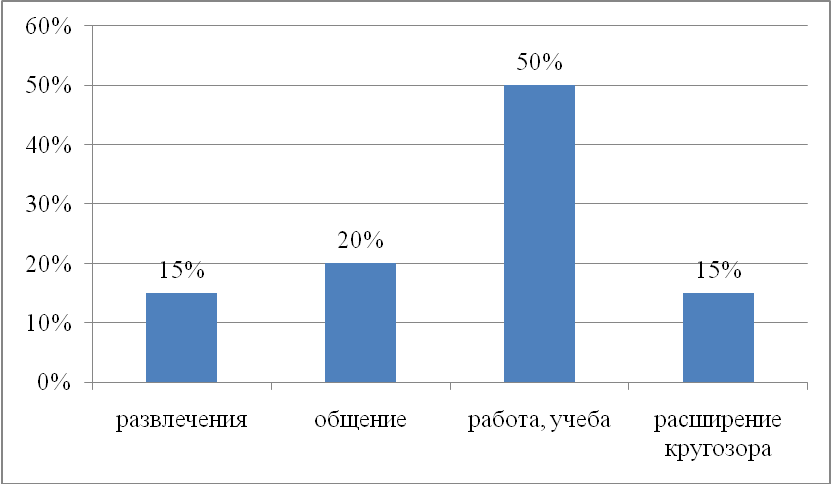 60%
50%
50%
40%
30%
20%
20%
15%
15%
10%
0%
развлечения
общение
работа, учеба
расширение
кругозора